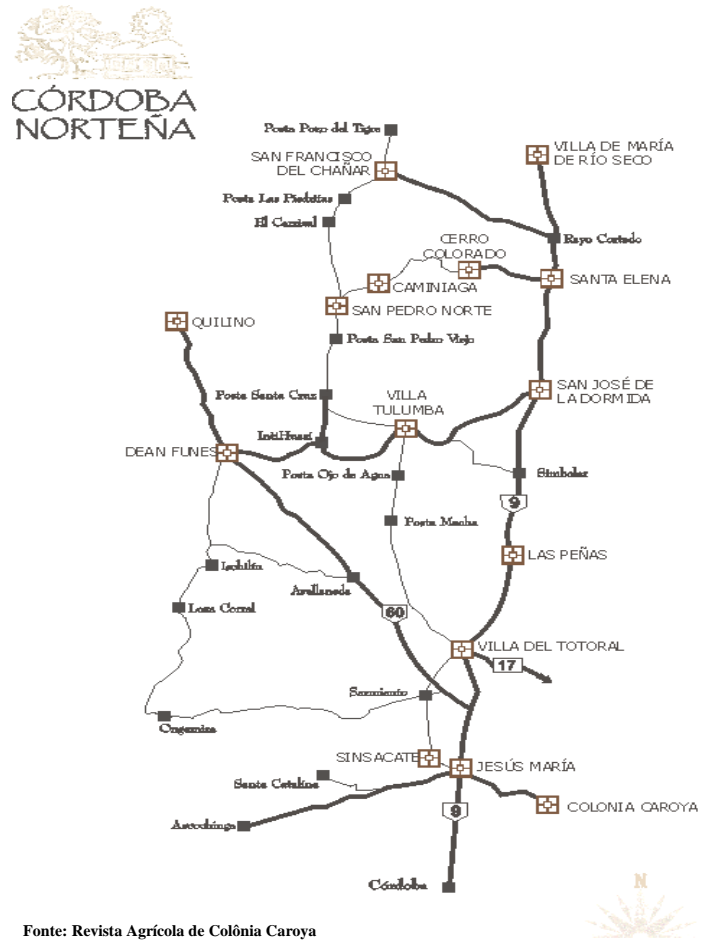 CÓRDOBA
NORTEÑA
Posta Pozo del Tigre
SAN FRANCISCO
DEL CHAÑAR
VILLA DE MARÍA
DE RÍO SECO
Posta Las Piedritas
El Carrizal
CERRO
COLORADO
Rayo Cortado
CAMINIAGA
SANTA ELENA
SAN PEDRO NORTE
QUILINO
Posta San Pedro Viejo
Posta Santa Cruz
VILLA
TULUMBA
SAN JOSÉ DE
LA DORMIDA
IntiHuasi
DEAN FUNES
Posta Ojo de Agua
Simbolar
9
Posta Macha
LAS PEÑAS
Ischilín
Avellaneda
Loza Corral
60
VILLA DEL TOTORAL
17
Sarmiento
Ongamira
SINSACATE
JESÚS MARÍA
Santa Catalina
COLONIA CAROYA
9
Ascochinga
Córdoba
N
Fonte: Revista Agrícola de Colônia Caroya